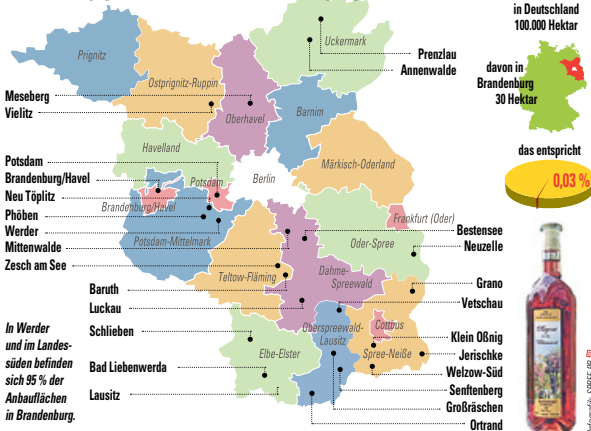 in Deutschland
100.000 Hektar
davon in
Brandenburg
30 Hektar
das entspricht
0,03 %
Prignitz
Ostprignitz-Ruppin
Uckermark
Oberhavel
Barnim
Havelland
Märkisch-Oderland
Berlin
Potsdam
Brandenburg/Havel
Potsdam-Mittelmark
Frankfurt (Oder)
Oder-Spree
Teltow-Fläming
Dahme-
Spreewald
Oberspreewald-
Lausitz
Cottbus
Spree-Neiße
Elbe-Elster
Meseberg
Vielitz
Potsdam
Brandenburg/Havel
Neu Töplitz
Phöben
Werder
Mittenwalde
Zesch am See
Baruth
Luckau
Schlieben
Bad Liebenwerda
Lausitz
Prenzlau
Annenwalde
Bestensee
Neuzelle
Grano
Vetschau
Klein Oßnig
Jerischke
Welzow-Süd
Senftenberg
Großräschen
Ortrand
In Werder
und im Landes-
süden befinden
sich 95 % der
Anbauflächen
in Brandenburg.